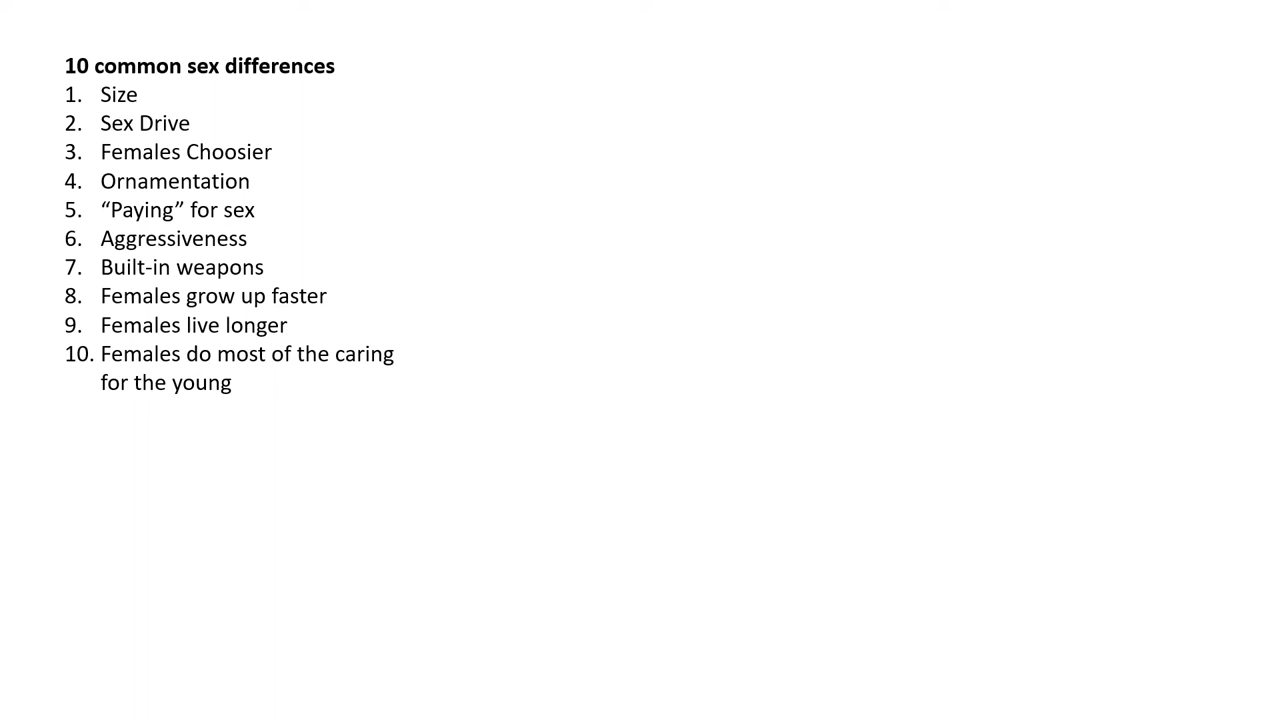 10 common sex differences
1. Size
2. Sex Drive
3. Females Choosier
4. Ornamentation
5. “Paying” for sex
6. Aggressiveness
7. Built-in weapons
8. Females grow up faster
9. Females live longer
10. Females do most of the caring
for the young